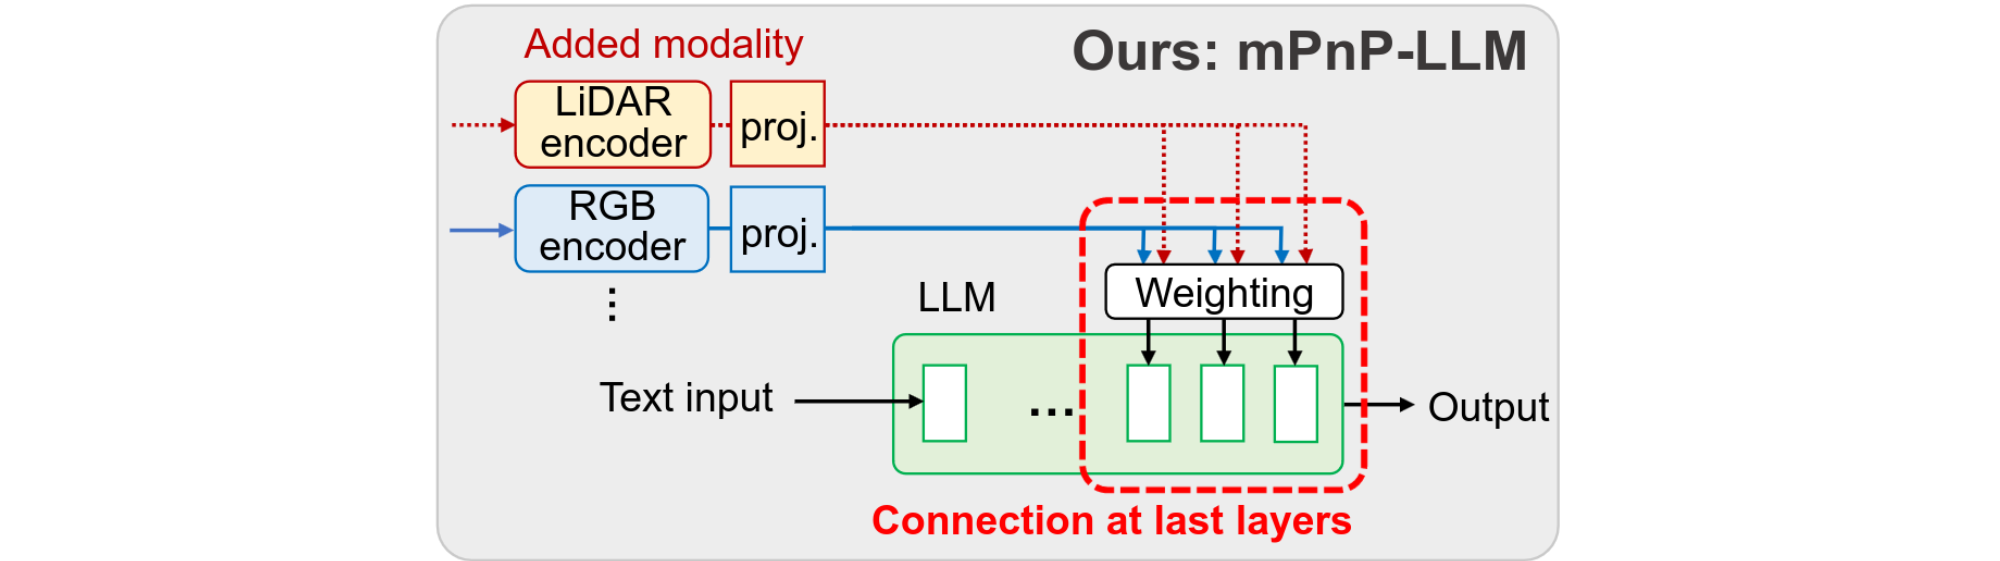 Added modality
Ours: mPnP-LLM
LiDAR
encoder
proj.
RGB
encoder
proj.
⋮
LLM
Weighting
Text input
...
Output
Connection at last layers